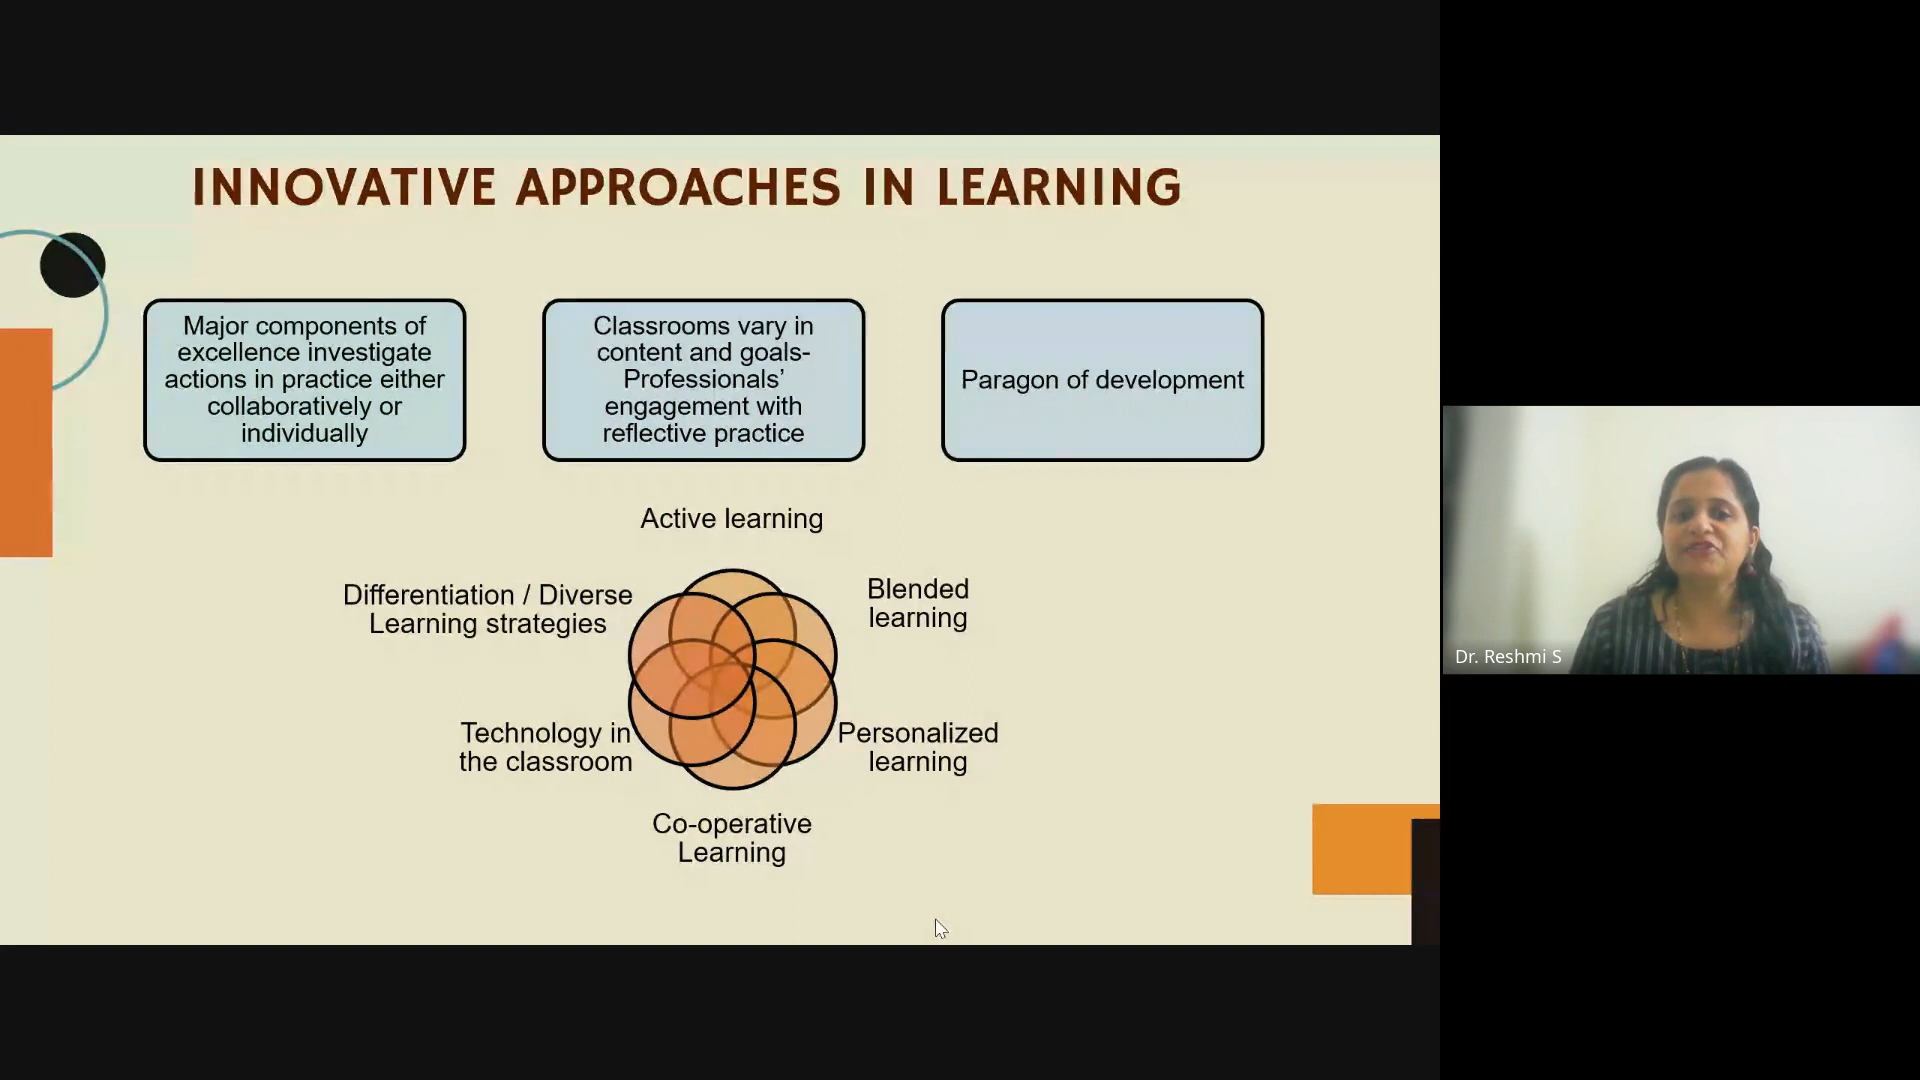 INNOVATIVE APPROACHES IN LEARNING
Major components of
excellence investigate
actions in practice either
collaboratively or
individually
Classrooms vary in
content and goals-
Professionals’
engagement with
reflective practice
Paragon of development
Active learning
Differentiation / Diverse
Learning strategies
Blended
learning
Technology in
the classroom
Personalized
learning
Co-operative
Learning
Dr. Reshmi S